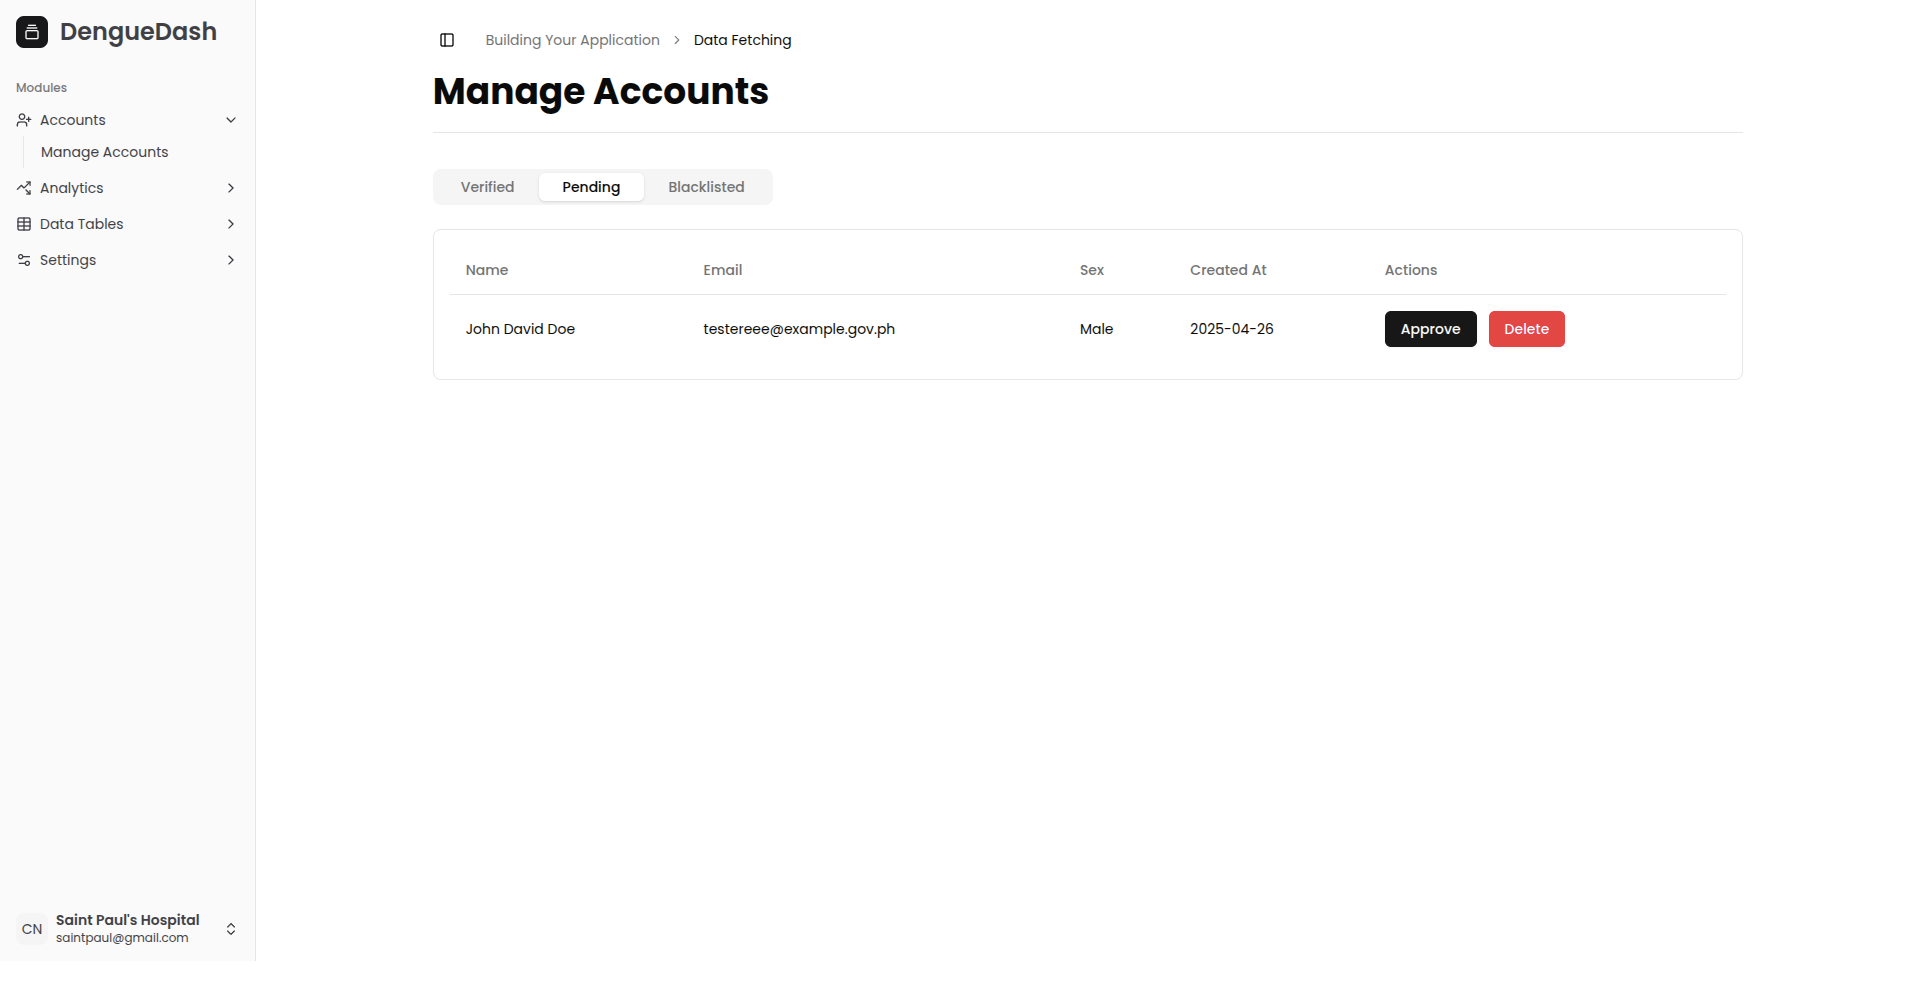 DengueDash
Modules
Accounts
Manage Accounts
Analytics
Data Tables
Settings
CN
Saint Paul's Hospital
saintpaul@gmail.com
Building Your Application > Data Fetching
Manage Accounts
Verified Pending Blacklisted
Name Email Sex Created At Actions
John David Doe testereee@example.gov.ph Male 2025-04-26 Approve Delete